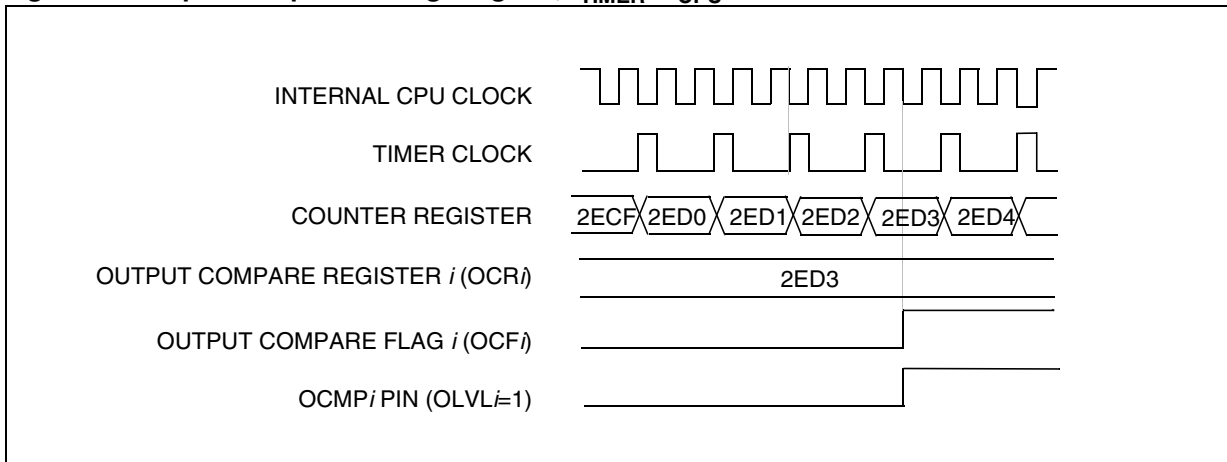 INTERNAL CPU CLOCK
TIMER CLOCK
COUNTER REGISTER 2ECF 2ED0 2ED1 2ED2 2ED3 2ED4
OUTPUT COMPARE REGISTER i (OCRi) 2ED3
OUTPUT COMPARE FLAG i (OCFi)
OCMPi PIN (OLVLi=1)